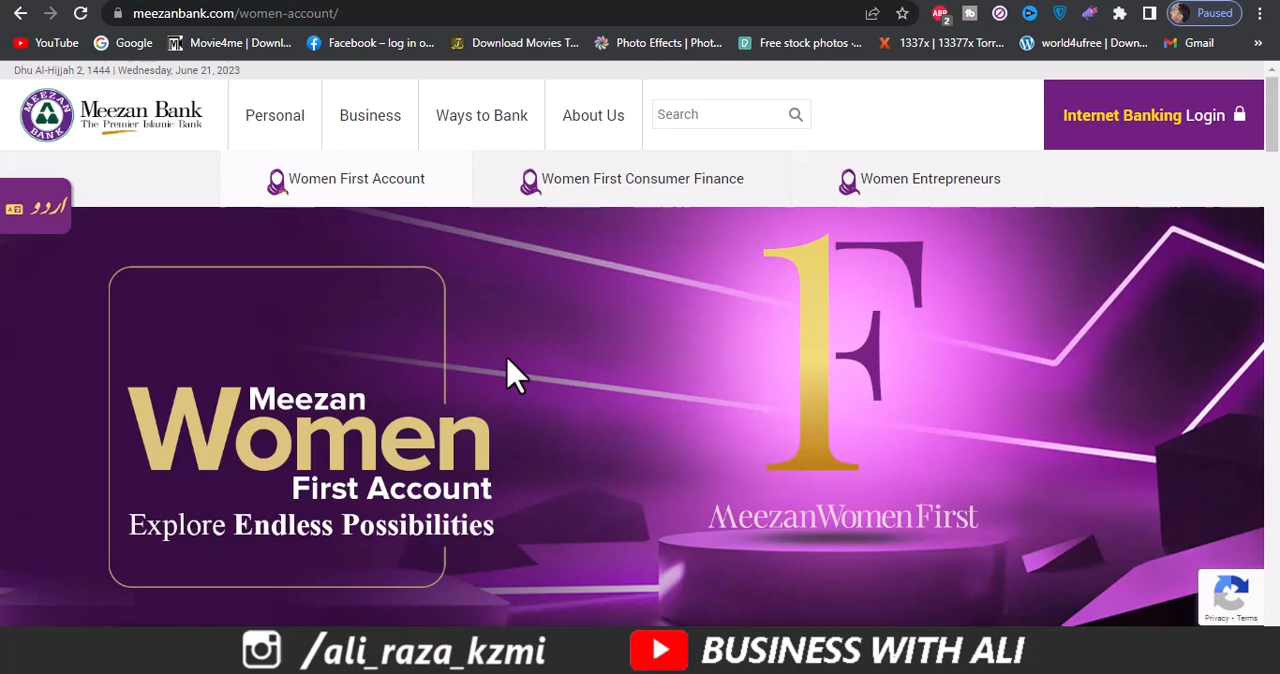 meezanbank.com/women-account/
Paused
YouTube
Google
Movie4me | Downl...
Facebook – log in o...
Download Movies T...
Photo Effects | Phot...
Free stock photos -...
1337x | 13377x Torr...
world4ufree | Down...
Gmail
»
Dhu Al-Hijjah 2, 1444 | Wednesday, June 21, 2023
MEEZAN BANK
Meezan Bank
The Premier Islamic Bank
Personal
Business
Ways to Bank
About Us
Search
Internet Banking Login
Women First Account
Women First Consumer Finance
Women Entrepreneurs
اردو
1F
Meezan
Women
First Account
Explore Endless Possibilities
MeezanWomenFirst
Privacy - Terms
/ali_raza_kzmi
BUSINESS WITH ALI